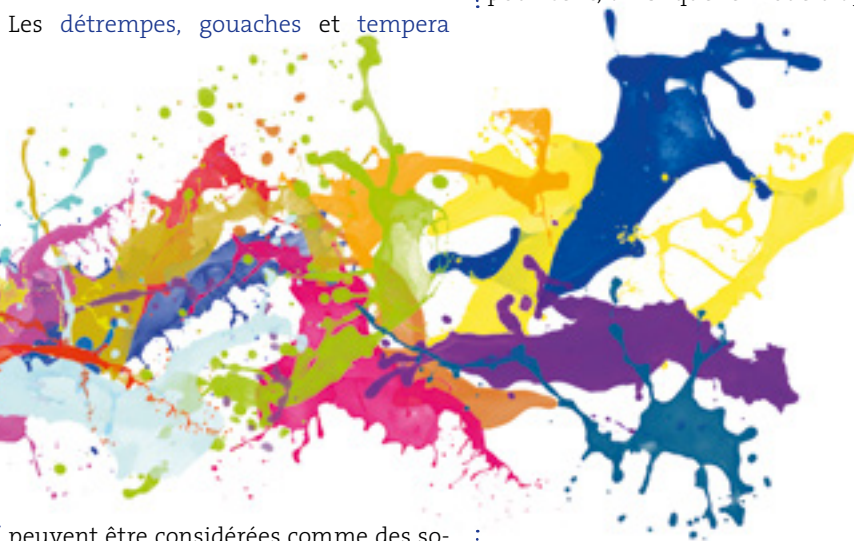 Les détrempes, gouaches et tempera
peuvent être considérées comme des so-